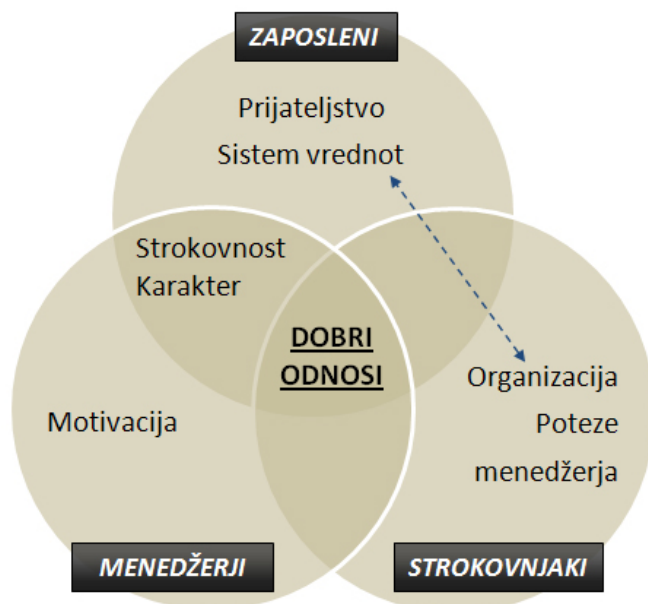 ZAPOSLENI
Prijateljstvo
Sistem vrednot
Strokovnost
Karakter
DOBRI
ODNOSI
Motivacija
Organizacija
Poteze
menedžerja
MENEDŽERJI
STROKOVNJAKI